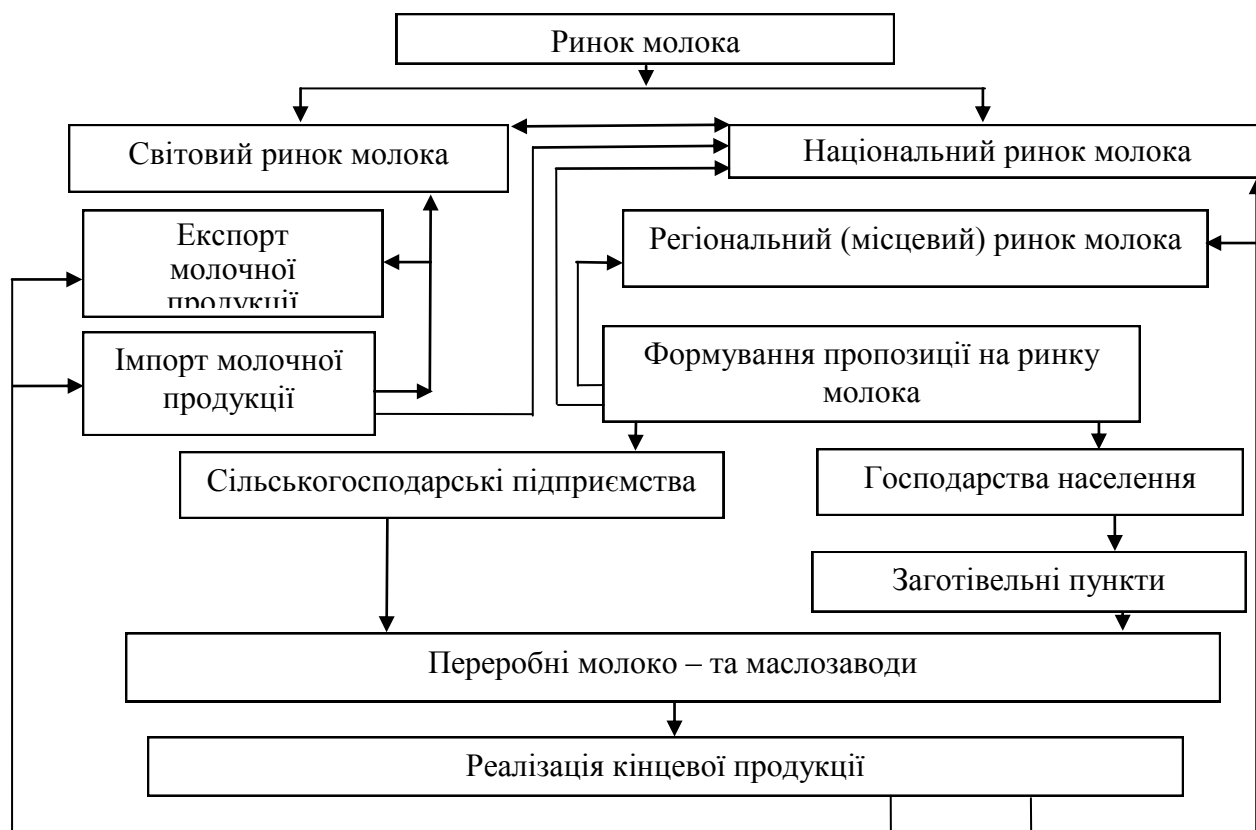 Ринок молока
Світовий ринок молока
Національний ринок молока
Експорт
молочної
продукції
Регіональний (місцевий) ринок молока
Імпорт молочної
продукції
Формування пропозиції на ринку
молока
Сільськогосподарські підприємства
Господарства населення
Заготівельні пункти
Переробні молоко – та маслозаводи
Реалізація кінцевої продукції